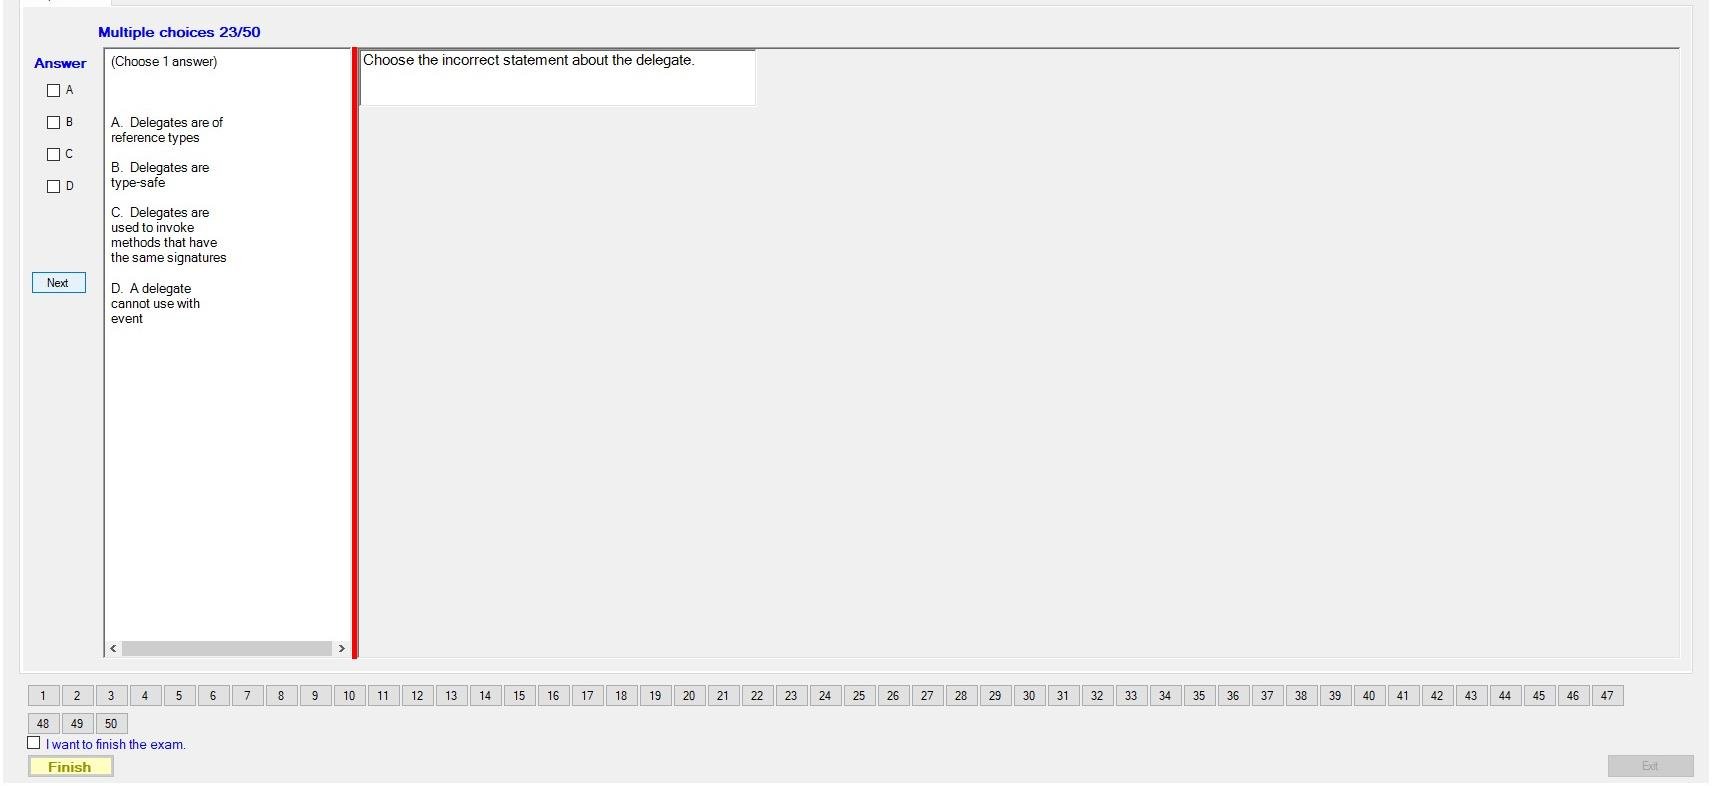 Multiple choices 23/50
Answer
A
B
C
D
Next
(Choose 1 answer)
A. Delegates are of
reference types
B. Delegates are
type-safe
C. Delegates are
used to invoke
methods that have
the same signatures
D. A delegate
cannot use with
event
Choose the incorrect statement about the delegate.
1 2 3 4 5 6 7 8 9 10 11 12 13 14 15 16 17 18 19 20 21 22 23 24 25 26 27 28 29 30 31 32 33 34 35 36 37 38 39 40 41 42 43 44 45 46 47
48 49 50
I want to finish the exam.
Finish
Exit